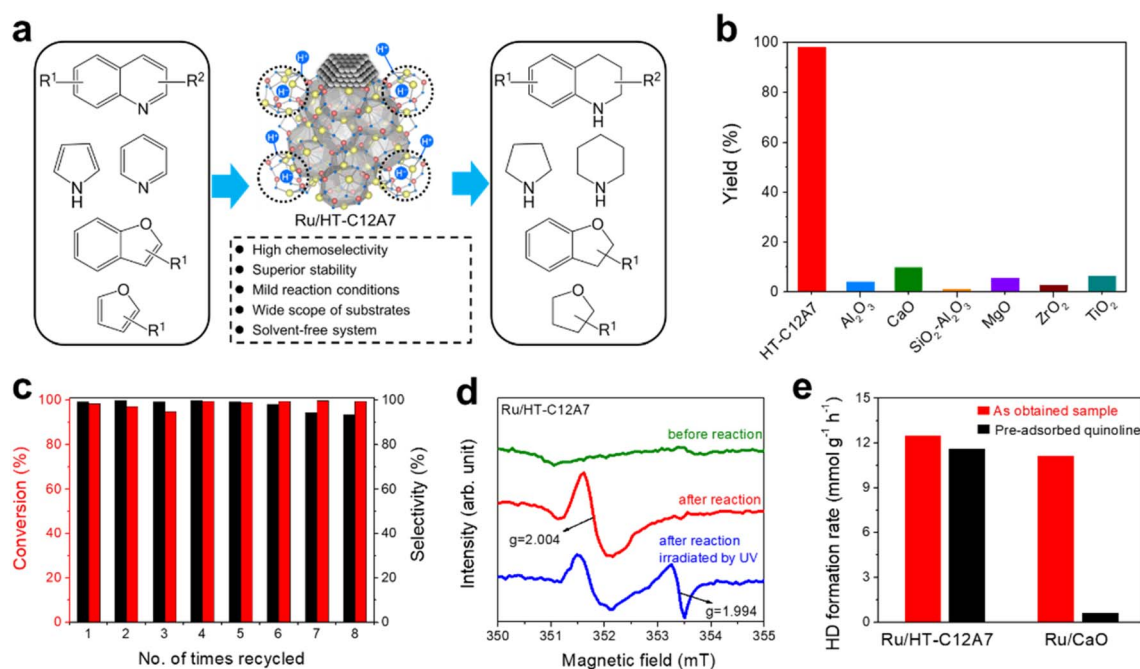 a
R¹
R²
N
N
H
N
O
R¹
O
R¹
H⁺
H⁺
H⁻
H⁻
H⁺
H⁺
H⁻
H⁻
Ru/HT-C12A7
● High chemoselectivity
● Superior stability
● Mild reaction conditions
● Wide scope of substrates
● Solvent-free system
R¹
R²
N
H
N
H
N
H
O
R¹
O
R¹
b
Yield (%)
100
80
60
40
20
0
HT-C12A7
Al₂O₃
CaO
SiO₂-Al₂O₃
MgO
ZrO₂
TiO₂
c
Conversion (%)
100
80
60
40
20
0
100
80
60
40
20
0
Selectivity (%)
1 2 3 4 5 6 7 8
No. of times recycled
d
Ru/HT-C12A7
Intensity (arb. unit)
before reaction
after reaction
g=2.004
after reaction
irradiated by UV
g=1.994
350 351 352 353 354 355
Magnetic field (mT)
e
HD formation rate (mmol g⁻¹ h⁻¹)
15
12
9
6
3
0
As obtained sample
Pre-adsorbed quinoline
Ru/HT-C12A7 Ru/CaO